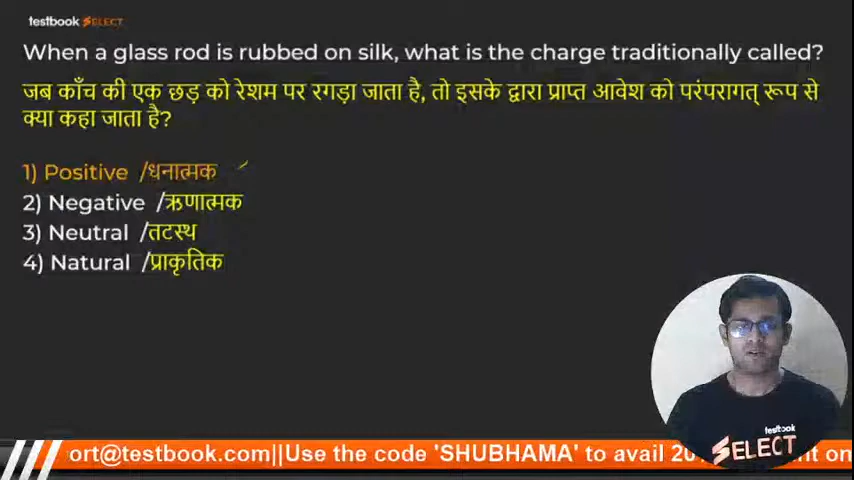 testbook SELECT
When a glass rod is rubbed on silk, what is the charge traditionally called?
जब काँच की एक छड़ को रेशम पर रगड़ा जाता है, तो इसके द्वारा प्राप्त आवेश को परंपरागत् रूप से
क्या कहा जाता है?
1) Positive /धनात्मक
2) Negative /ऋणात्मक
3) Neutral /तटस्थ
4) Natural /प्राकृतिक
testbook
SELECT
ort@testbook.com||Use the code 'SHUBHAMA' to avail on